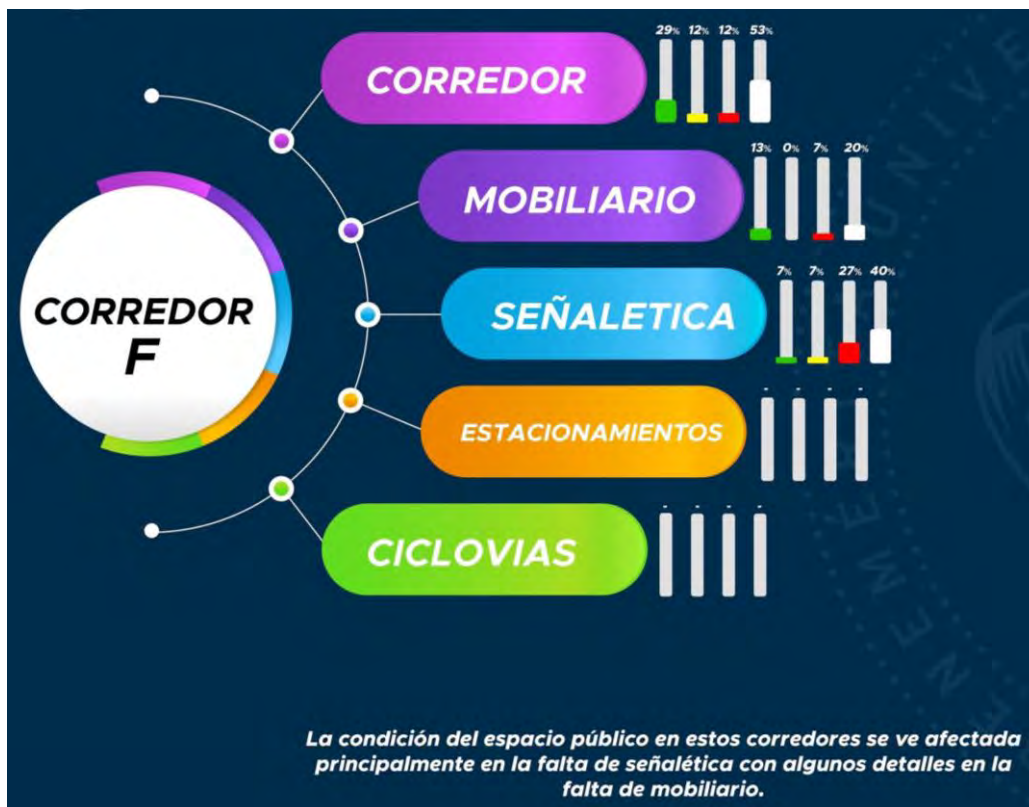 29% 12% 12% 53%
CORREDOR
13% 0% 7% 20%
MOBILIARIO
7% 7% 27% 40%
SEÑALETICA
CORREDOR
F
- - - -
ESTACIONAMIENTOS
- - - -
CICLOVIAS
La condición del espacio público en estos corredores se ve afectada
principalmente en la falta de señalética con algunos detalles en la
falta de mobiliario.